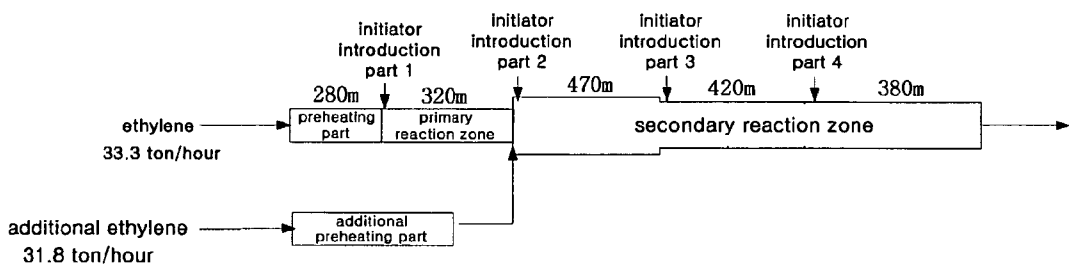 initiator
introduction
part 1
initiator
introduction
part 2
initiator
introduction
part 3
initiator
introduction
part 4
280m
320m
470m
420m
380m
ethylene
33.3 ton/hour
preheating
part
primary
reaction zone
secondary reaction zone
additional ethylene
31.8 ton/hour
additional
preheating part